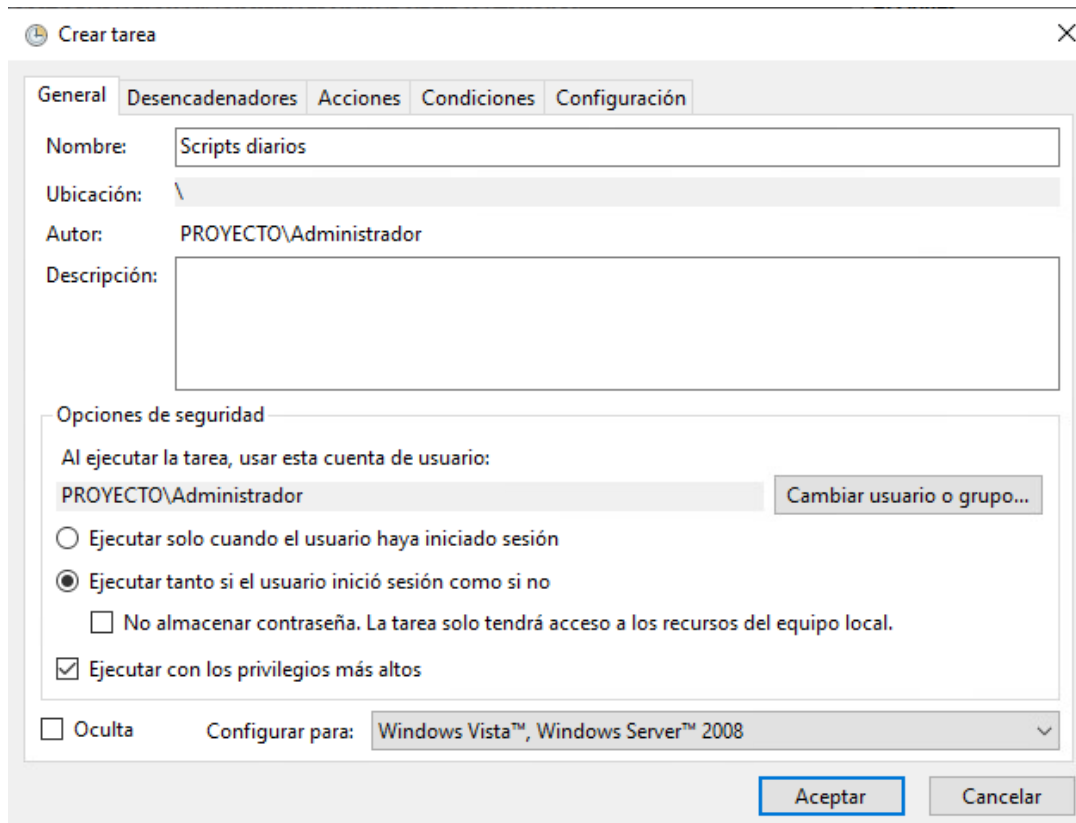 Crear tarea
General Desencadenadores Acciones Condiciones Configuración
Nombre: Scripts diarios
Ubicación: \
Autor: PROYECTO\Administrador
Descripción:
Opciones de seguridad
Al ejecutar la tarea, usar esta cuenta de usuario:
PROYECTO\Administrador Cambiar usuario o grupo...
Ejecutar solo cuando el usuario haya iniciado sesión
Ejecutar tanto si el usuario inició sesión como si no
No almacenar contraseña. La tarea solo tendrá acceso a los recursos del equipo local.
Ejecutar con los privilegios más altos
Oculta Configurar para: Windows Vista™, Windows Server™ 2008
Aceptar Cancelar